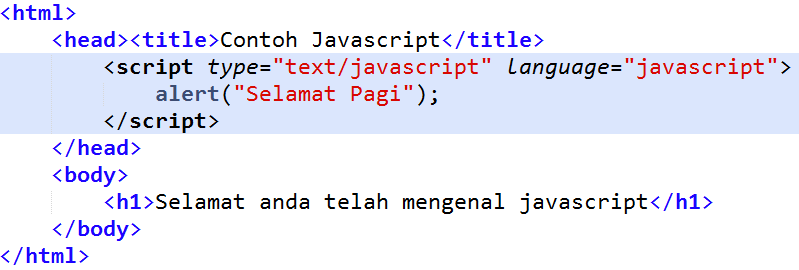 <html>
<head><title>Contoh Javascript</title>
<script type="text/javascript" language="javascript">
alert("Selamat Pagi");
</script>
</head>
<body>
<h1>Selamat anda telah mengenal javascript</h1>
</body>
</html>